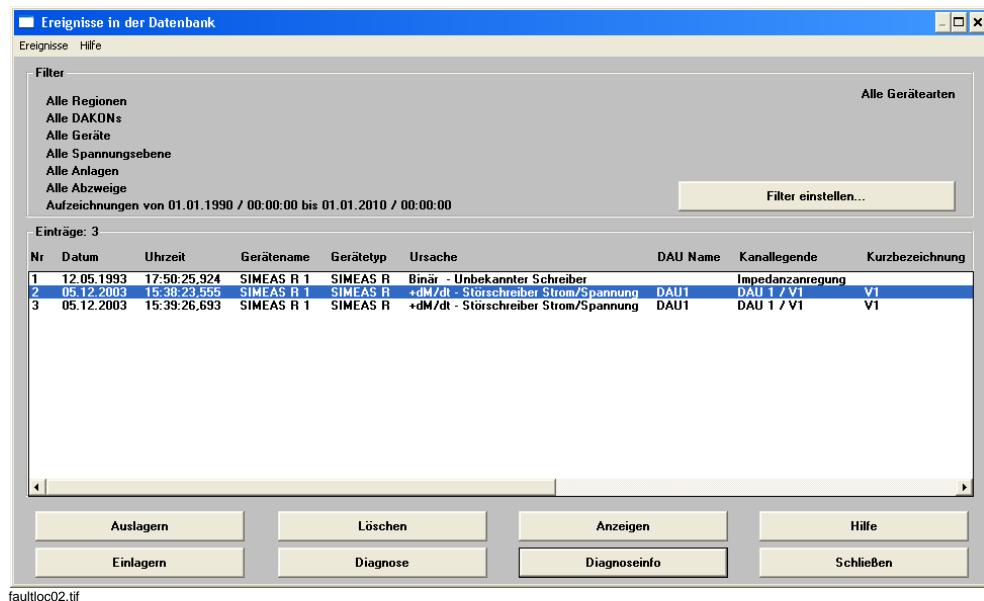 Ereignisse in der Datenbank
Ereignisse Hilfe
Filter
Alle Regionen Alle Gerätearten
Alle DAKONs
Alle Geräte
Alle Spannungsebene
Alle Anlagen
Alle Abzweige
Aufzeichnungen von 01.01.1990 / 00:00:00 bis 01.01.2010 / 00:00:00 Filter einstellen...
Einträge: 3
Nr Datum Uhrzeit Gerätename Gerätetyp Ursache DAU Name Kanallegende Kurzbezeichnung
1 12.05.1993 17:50:25,924 SIMEAS R 1 SIMEAS R Binär - Unbekannter Schreiber Impedanzanregung
2 05.12.2003 15:38:23,555 SIMEAS R 1 SIMEAS R +dM/dt - Störschreiber Strom/Spannung DAU1 DAU 1 / V1 V1
3 05.12.2003 15:39:26,693 SIMEAS R 1 SIMEAS R +dM/dt - Störschreiber Strom/Spannung DAU1 DAU 1 / V1 V1
Auslagern Löschen Anzeigen Hilfe
Einlagern Diagnose Diagnoseinfo Schließen
faultloc02.tif